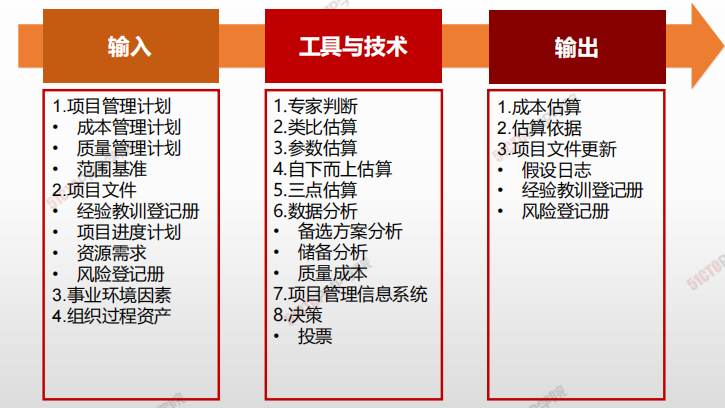 输入
1.项目管理计划
• 成本管理计划
• 质量管理计划
• 范围基准
2.项目文件
• 经验教训登记册
• 项目进度计划
• 资源需求
• 风险登记册
3.事业环境因素
4.组织过程资产
工具与技术
1.专家判断
2.类比估算
3.参数估算
4.自下而上估算
5.三点估算
6.数据分析
• 备选方案分析
• 储备分析
• 质量成本
7.项目管理信息系统
8.决策
• 投票
输出
1.成本估算
2.估算依据
3.项目文件更新
• 假设日志
• 经验教训登记册
• 风险登记册